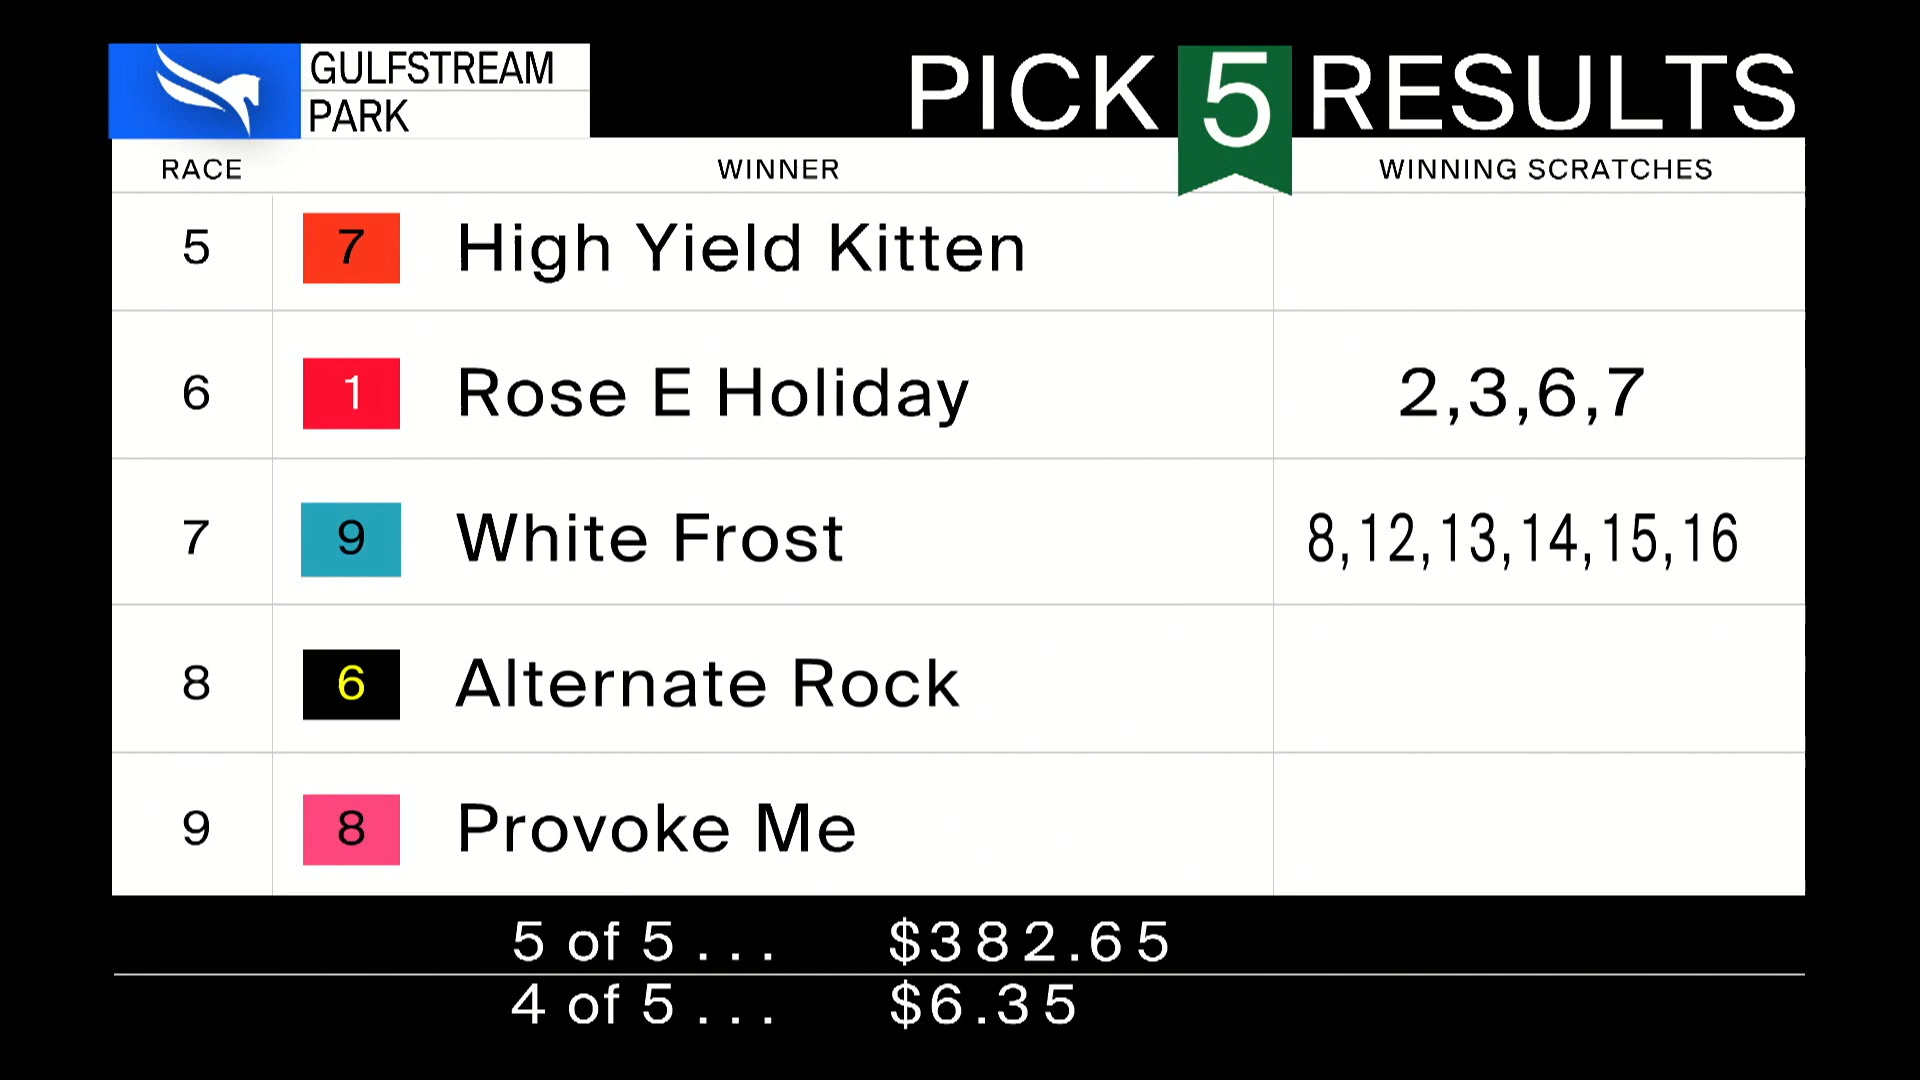 GULFSTREAM
PARK
PICK 5 RESULTS
RACE WINNER WINNING SCRATCHES
5 7 High Yield Kitten
6 1 Rose E Holiday 2,3,6,7
7 9 White Frost 8,12,13,14,15,16
8 6 Alternate Rock
9 8 Provoke Me
5 of 5 . . . $382.65
4 of 5 . . . $6.35